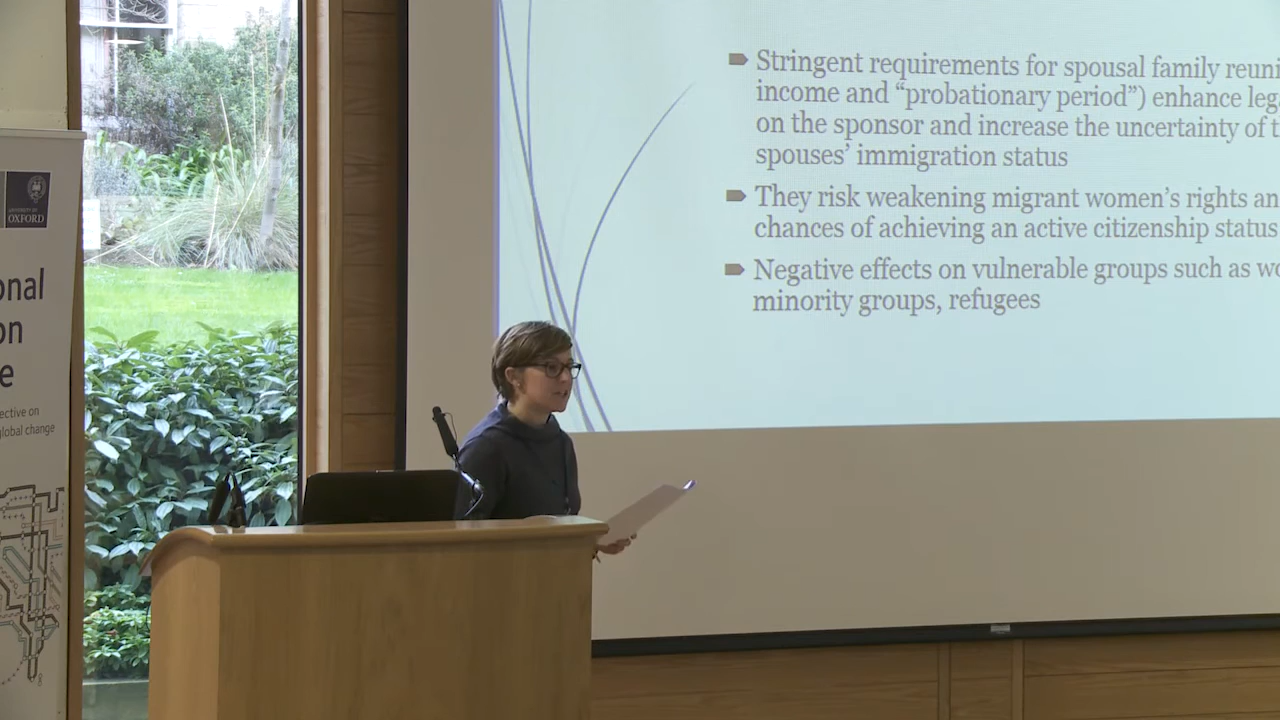 UNIVERSITY OF
OXFORD
onal
on
e
ective on
global change
Stringent requirements for spousal family reuni
income and “probationary period”) enhance leg
on the sponsor and increase the uncertainty of t
spouses’ immigration status
They risk weakening migrant women’s rights an
chances of achieving an active citizenship status
Negative effects on vulnerable groups such as wo
minority groups, refugees